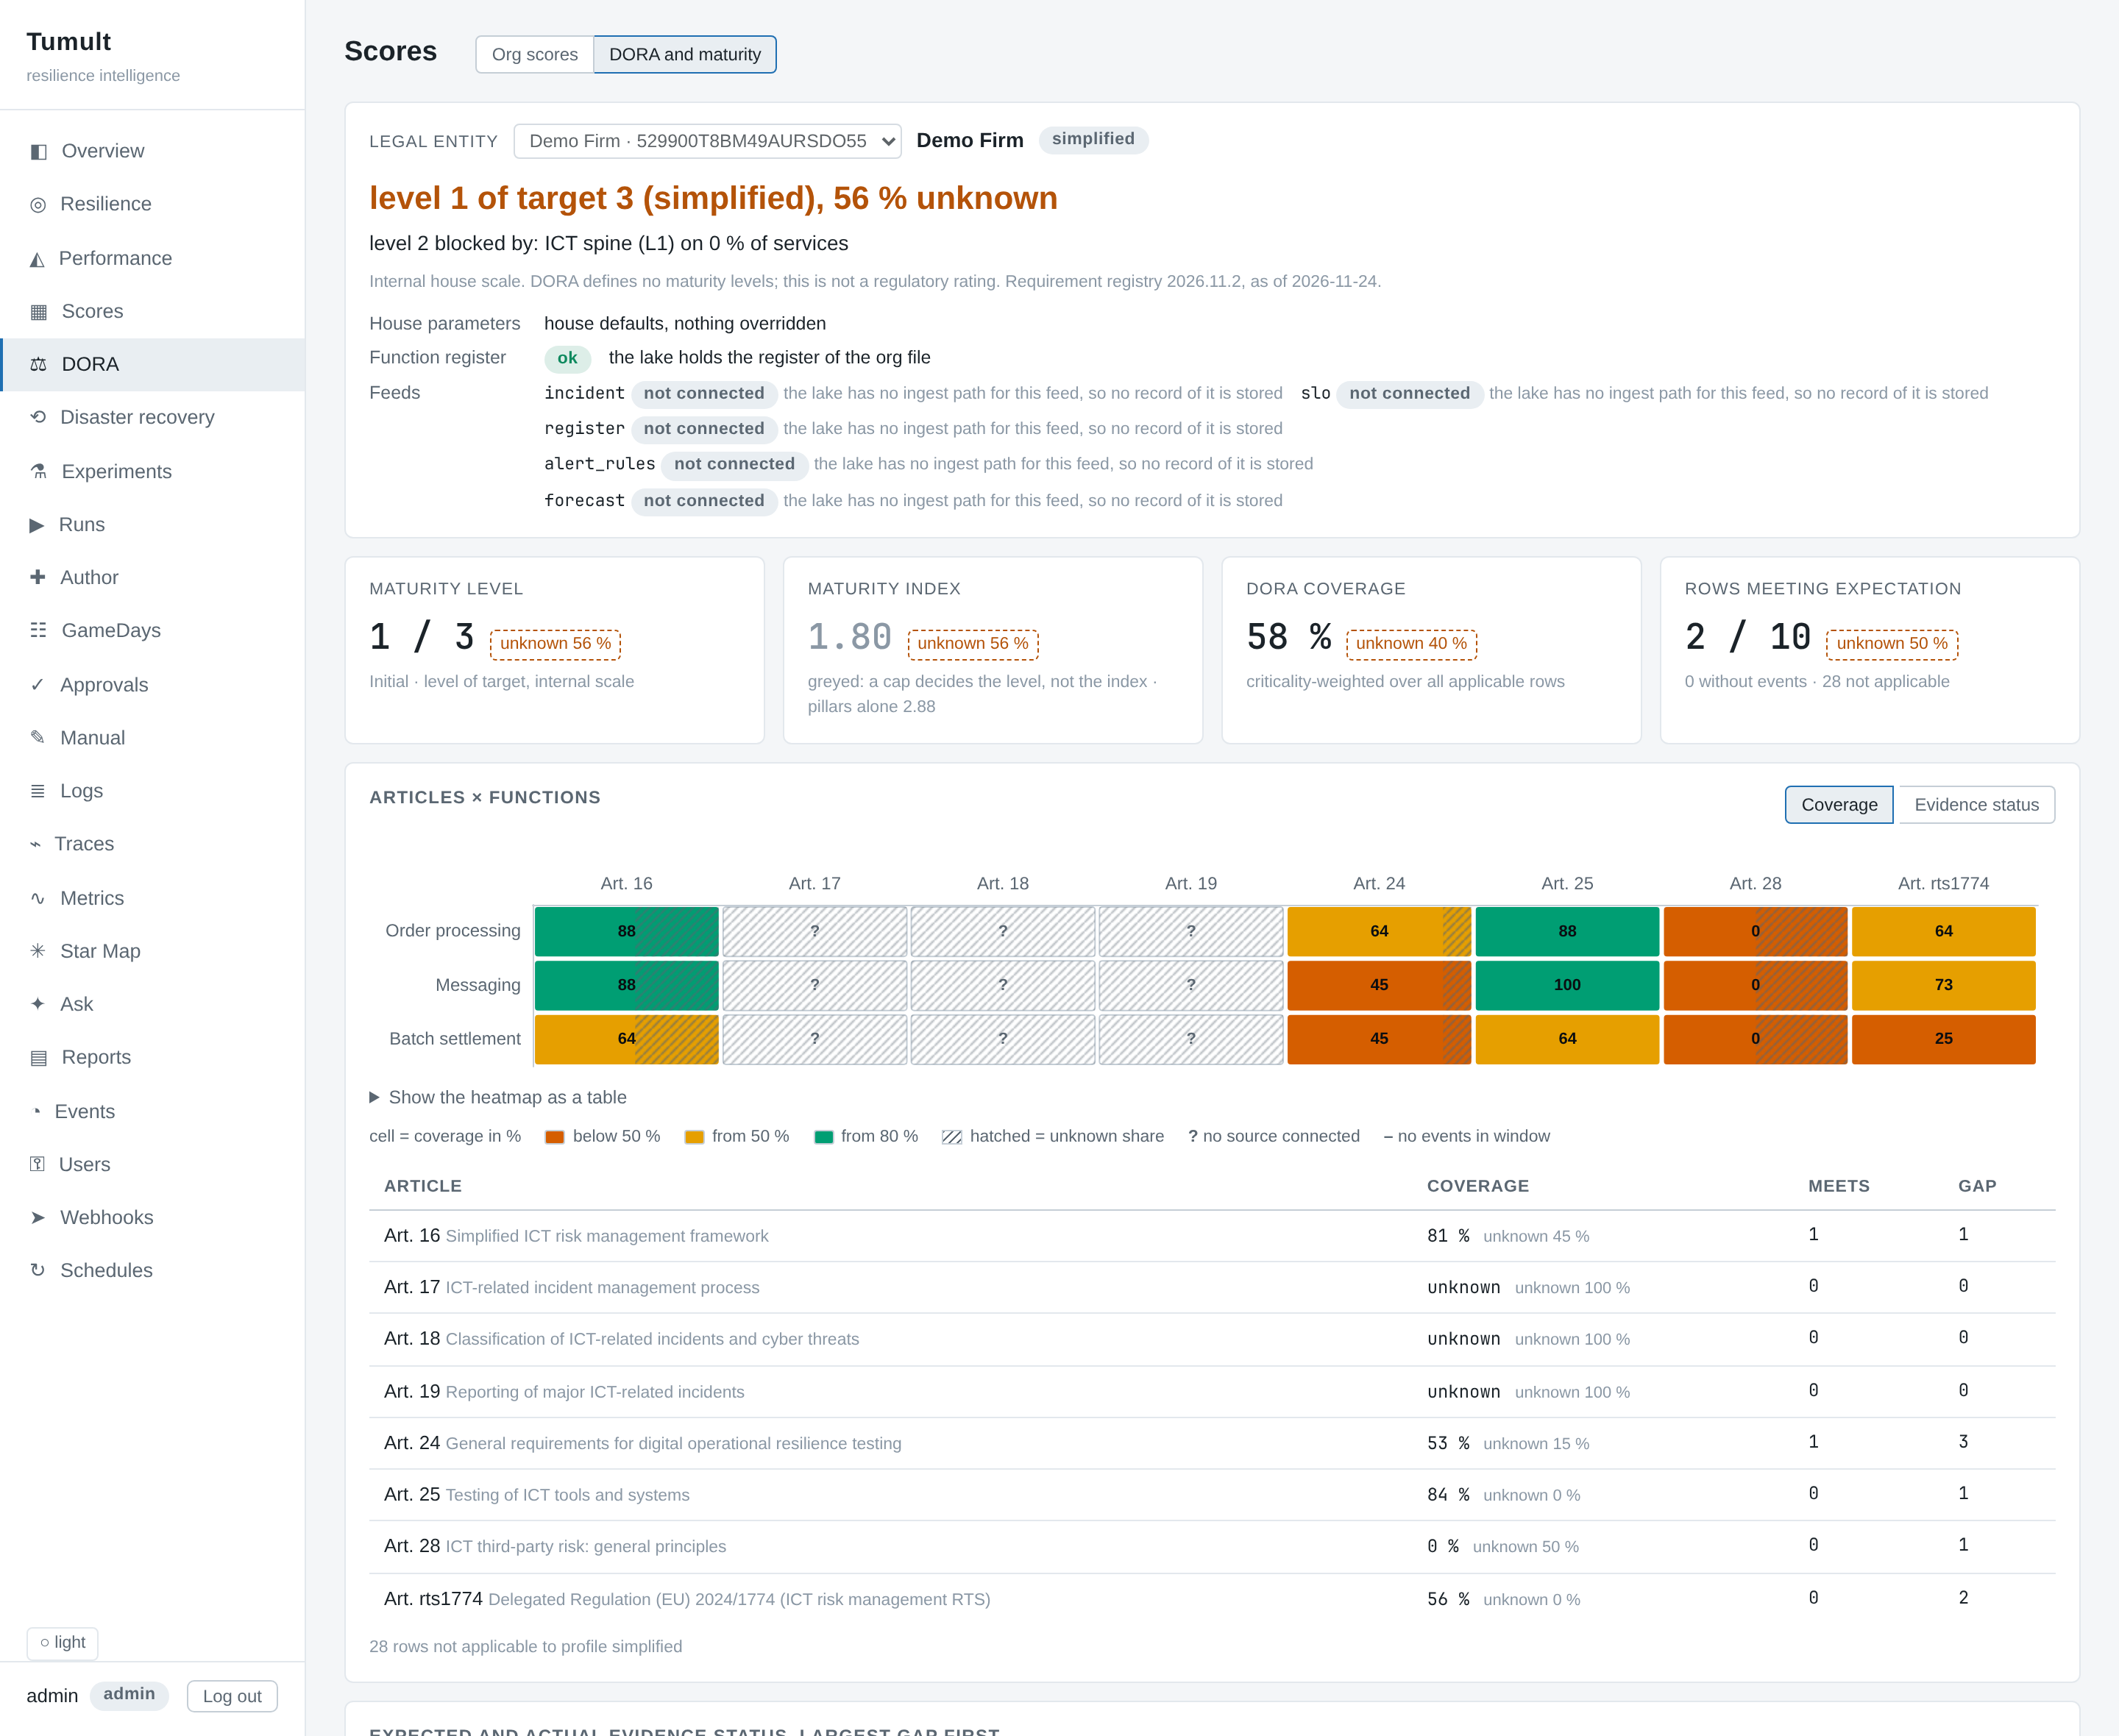 Tumult
resilience intelligence
Overview
Resilience
Performance
Scores
DORA
Disaster recovery
Experiments
Runs
Author
GameDays
Approvals
Manual
Logs
Traces
Metrics
Star Map
Ask
Reports
Events
Users
Webhooks
Schedules
○ light
admin admin Log out
Scores Org scores DORA and maturity
LEGAL ENTITY Demo Firm · 529900T8BM49AURSDO55 Demo Firm simplified
level 1 of target 3 (simplified), 56 % unknown
level 2 blocked by: ICT spine (L1) on 0 % of services
Internal house scale. DORA defines no maturity levels; this is not a regulatory rating. Requirement registry 2026.11.2, as of 2026-11-24.
House parameters house defaults, nothing overridden
Function register ok the lake holds the register of the org file
Feeds incident not connected the lake has no ingest path for this feed, so no record of it is stored slo not connected the lake has no ingest path for this feed, so no record of it is stored
register not connected the lake has no ingest path for this feed, so no record of it is stored
alert_rules not connected the lake has no ingest path for this feed, so no record of it is stored
forecast not connected the lake has no ingest path for this feed, so no record of it is stored
MATURITY LEVEL
1 / 3 unknown 56 %
Initial · level of target, internal scale
MATURITY INDEX
1.80 unknown 56 %
greyed: a cap decides the level, not the index ·
pillars alone 2.88
DORA COVERAGE
58 % unknown 40 %
criticality-weighted over all applicable rows
ROWS MEETING EXPECTATION
2 / 10 unknown 50 %
0 without events · 28 not applicable
ARTICLES × FUNCTIONS Coverage Evidence status
Art. 16 Art. 17 Art. 18 Art. 19 Art. 24 Art. 25 Art. 28 Art. rts1774
Order processing 88 ? ? ? 64 88 0 64
Messaging 88 ? ? ? 45 100 0 73
Batch settlement 64 ? ? ? 45 64 0 25
▶ Show the heatmap as a table
cell = coverage in % below 50 % from 50 % from 80 % hatched = unknown share ? no source connected – no events in window
ARTICLE COVERAGE MEETS GAP
Art. 16 Simplified ICT risk management framework 81 % unknown 45 % 1 1
Art. 17 ICT-related incident management process unknown unknown 100 % 0 0
Art. 18 Classification of ICT-related incidents and cyber threats unknown unknown 100 % 0 0
Art. 19 Reporting of major ICT-related incidents unknown unknown 100 % 0 0
Art. 24 General requirements for digital operational resilience testing 53 % unknown 15 % 1 3
Art. 25 Testing of ICT tools and systems 84 % unknown 0 % 0 1
Art. 28 ICT third-party risk: general principles 0 % unknown 50 % 0 1
Art. rts1774 Delegated Regulation (EU) 2024/1774 (ICT risk management RTS) 56 % unknown 0 % 0 2
28 rows not applicable to profile simplified
EXPECTED AND ACTUAL EVIDENCE STATUS, LARGEST GAP FIRST